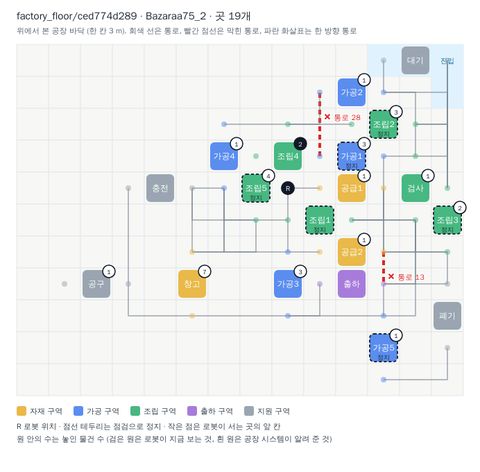 factory_floor/ced774d289 · Bazaraa75_2 · 곳 19개
위에서 본 공장 바닥 (한 칸 3 m). 회색 선은 통로, 빨간 점선은 막힌 통로, 파란 화살표는 한 방향 통로
대기
진입
가공2
1
✖ 통로 28
조립2
정지
3
가공4
1
조립4
2
가공1
정지
3
충전
조립5
정지
4
R
공급1
1
검사
1
조립1
정지
조립3
정지
2
공급2
1
✖ 통로 13
공구
1
창고
7
가공3
3
출하
폐기
가공5
정지
1
자재 구역
가공 구역
조립 구역
출하 구역
지원 구역
R 로봇 위치 · 점선 테두리는 점검으로 정지 · 작은 점은 로봇이 서는 곳의 앞 칸
원 안의 수는 놓인 물건 수 (검은 원은 로봇이 지금 보는 것, 흰 원은 공장 시스템이 알려 준 것)